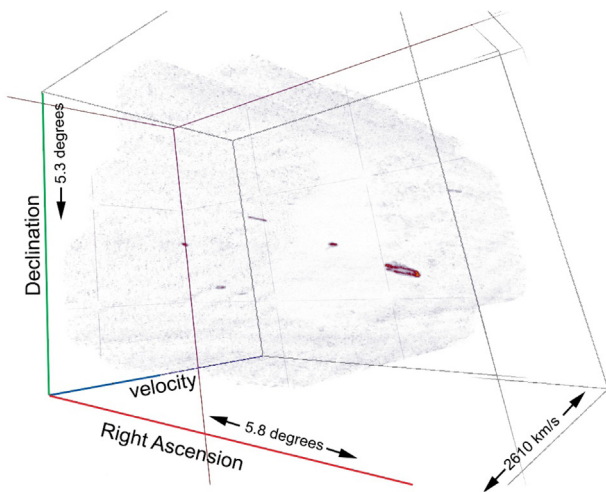 5.3 degrees
Declination
velocity
5.8 degrees
Right Ascension
2610 km/s